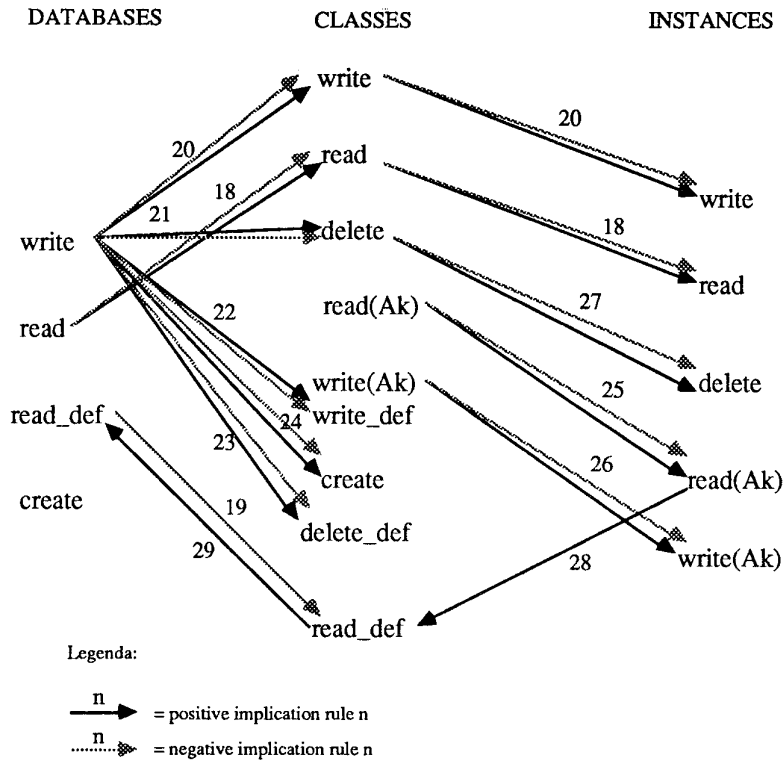 DATABASES CLASSES INSTANCES
write
20
20
read
18
write
21
18
write
delete
read
22
read(Ak)
27
read
write(Ak)
25
delete
read_def
write_def
24
23
26
create
create
read(Ak)
19
delete_def
29
28
write(Ak)
read_def
Legenda:
n
= positive implication rule n
n
= negative implication rule n